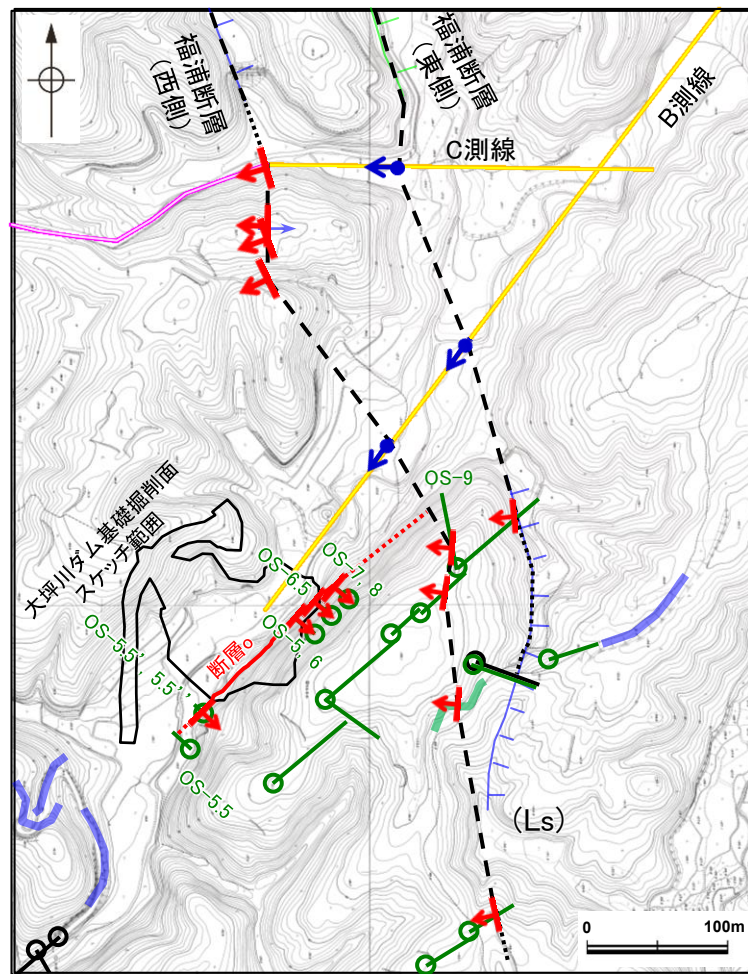 福浦断層
(西側)
福浦断層
(東側)
B測線
C測線
OS-9
大坪川ダム基礎掘削面
スケッチ範囲
OS-6.5
OS-7, 8
OS-5, 6
断層o
OS-5.5', 5.5''
OS-5.5
(Ls)
0 100m